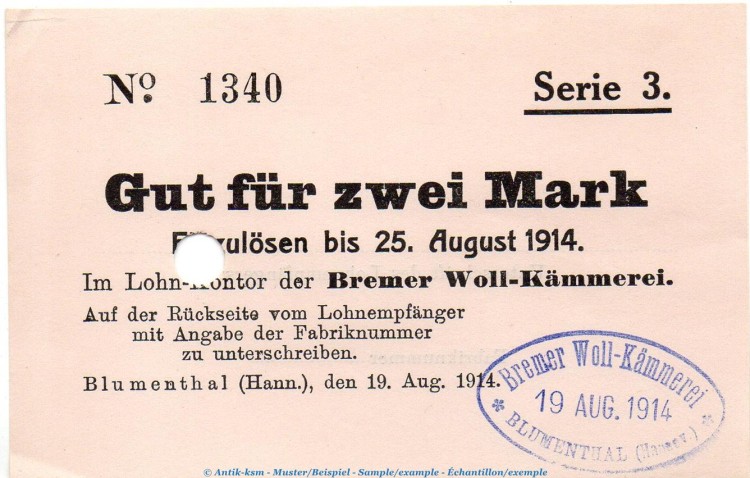 Nº 1340 Serie 3.
Gut für zwei Mark
bis 25. August 1914.
Im Lohn-Kontor der Bremer Woll-Kämmerei.
Auf der Rückseite vom Lohnempfänger
mit Angabe der Fabriknummer
zu unterschreiben.
Blumenthal (Hann.), den 19. Aug. 1914.
Bremer Woll-Kämmerei
19 AUG. 1914
* BLUMENTHAL (Hannov.) *
© Antik-ksm - Muster/Beispiel - Sample/example - Échantillon/exemple